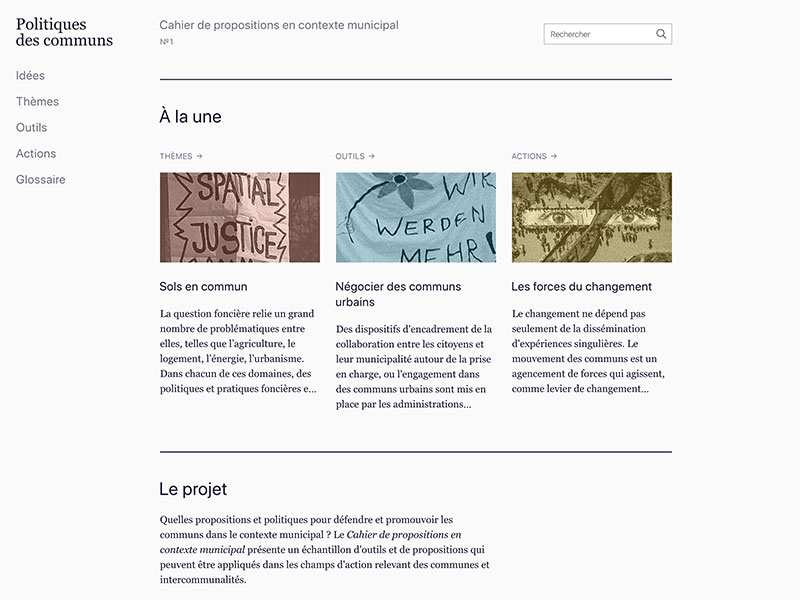 Politiques
des communs
Idées
Thèmes
Outils
Actions
Glossaire
Cahier de propositions en contexte municipal
Nº1
Rechercher
À la une
THÈMES →
SPATIAL
JUSTICE
Sols en commun
La question foncière relie un grand
nombre de problématiques entre
elles, telles que l'agriculture, le
logement, l'énergie, l'urbanisme.
Dans chacun de ces domaines, des
politiques et pratiques foncières e…
OUTILS →
WIR
WERDEN
MEHR!
Négocier des communs
urbains
Des dispositifs d'encadrement de la
collaboration entre les citoyens et
leur municipalité autour de la prise
en charge, ou l'engagement dans
des communs urbains sont mis en
place par les administrations…
ACTIONS →
Les forces du changement
Le changement ne dépend pas
seulement de la dissémination
d'expériences singulières. Le
mouvement des communs est un
agencement de forces qui agissent,
comme levier de changement…
Le projet
Quelles propositions et politiques pour défendre et promouvoir les
communs dans le contexte municipal ? Le Cahier de propositions en
contexte municipal présente un échantillon d'outils et de propositions qui
peuvent être appliqués dans les champs d'action relevant des communes et
intercommunalités.